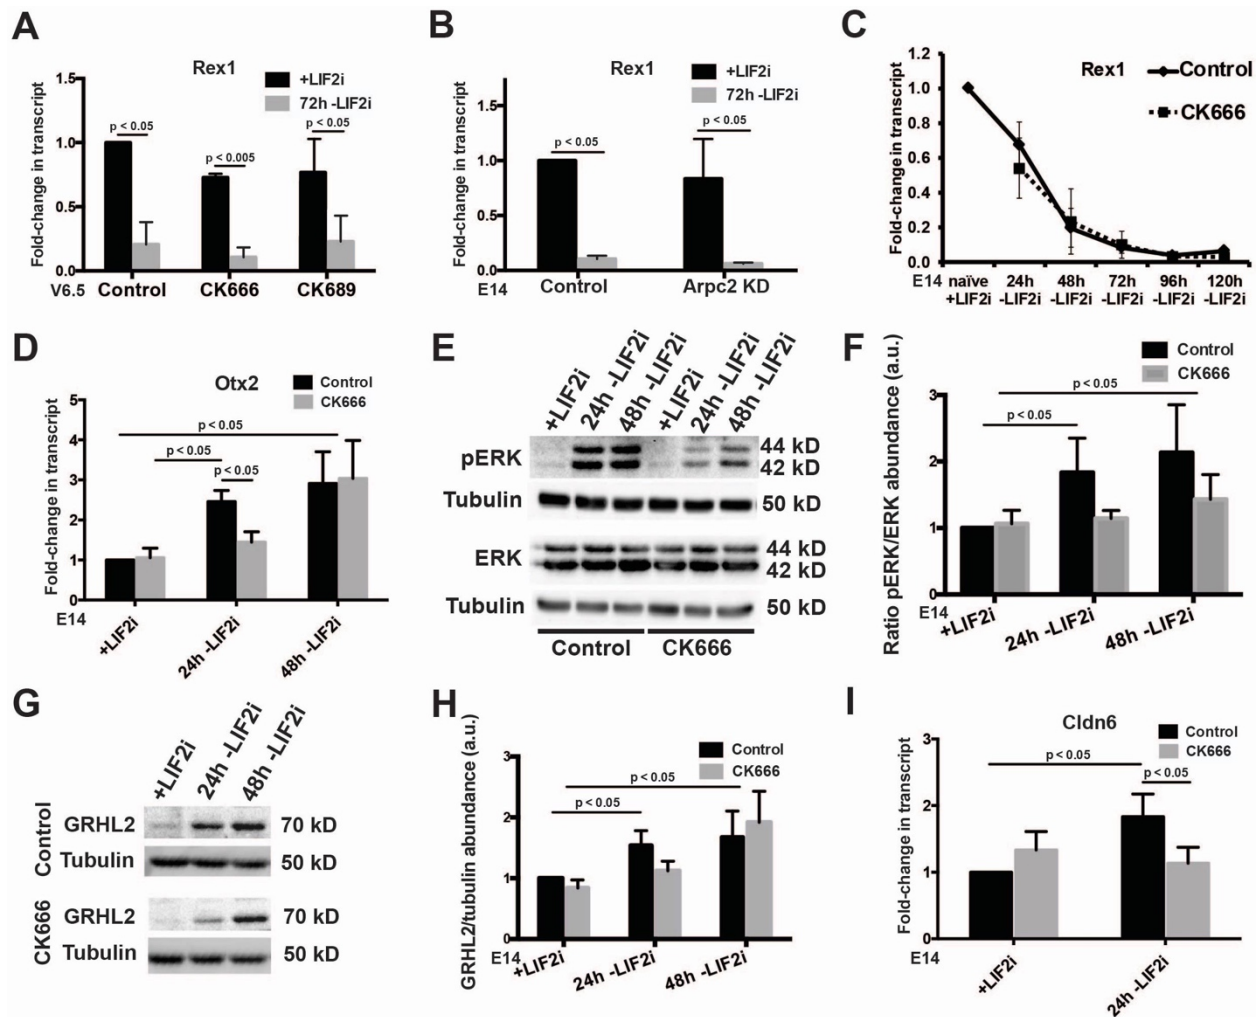 A
Rex1
+LIF2i
72h -LIF2i
Fold-change in transcript
1.5
1.0
0.5
0.0
p < 0.05
p < 0.005
p < 0.05
V6.5
Control
CK666
CK689
B
Rex1
+LIF2i
72h -LIF2i
Fold-change in transcript
1.5
1.0
0.5
0.0
p < 0.05
p < 0.05
E14
Control
Arpc2 KD
C
Rex1
Control
CK666
Fold-change in transcript
1.2
1.0
0.8
0.6
0.4
0.2
0.0
E14
naïve +LIF2i
24h -LIF2i
48h -LIF2i
72h -LIF2i
96h -LIF2i
120h -LIF2i
D
Otx2
Control
CK666
Fold-change in transcript
5
4
3
2
1
0
p < 0.05
p < 0.05
p < 0.05
E14
+LIF2i
24h -LIF2i
48h -LIF2i
E
+LIF2i
24h -LIF2i
48h -LIF2i
+LIF2i
24h -LIF2i
48h -LIF2i
pERK
44 kD
42 kD
Tubulin
50 kD
ERK
44 kD
42 kD
Tubulin
50 kD
Control
CK666
F
Control
CK666
Ratio pERK/ERK abundance (a.u.)
3
2
1
0
p < 0.05
p < 0.05
E14
+LIF2i
24h -LIF2i
48h -LIF2i
G
+LIF2i
24h -LIF2i
48h -LIF2i
Control
GRHL2
70 kD
Tubulin
50 kD
CK666
GRHL2
70 kD
Tubulin
50 kD
H
Control
CK666
GRHL2/tubulin abundance (a.u.)
3
2
1
0
p < 0.05
p < 0.05
E14
+LIF2i
24h -LIF2i
48h -LIF2i
I
Cldn6
Control
CK666
Fold-change in transcript
3
2
1
0
p < 0.05
p < 0.05
E14
+LIF2i
24h -LIF2i